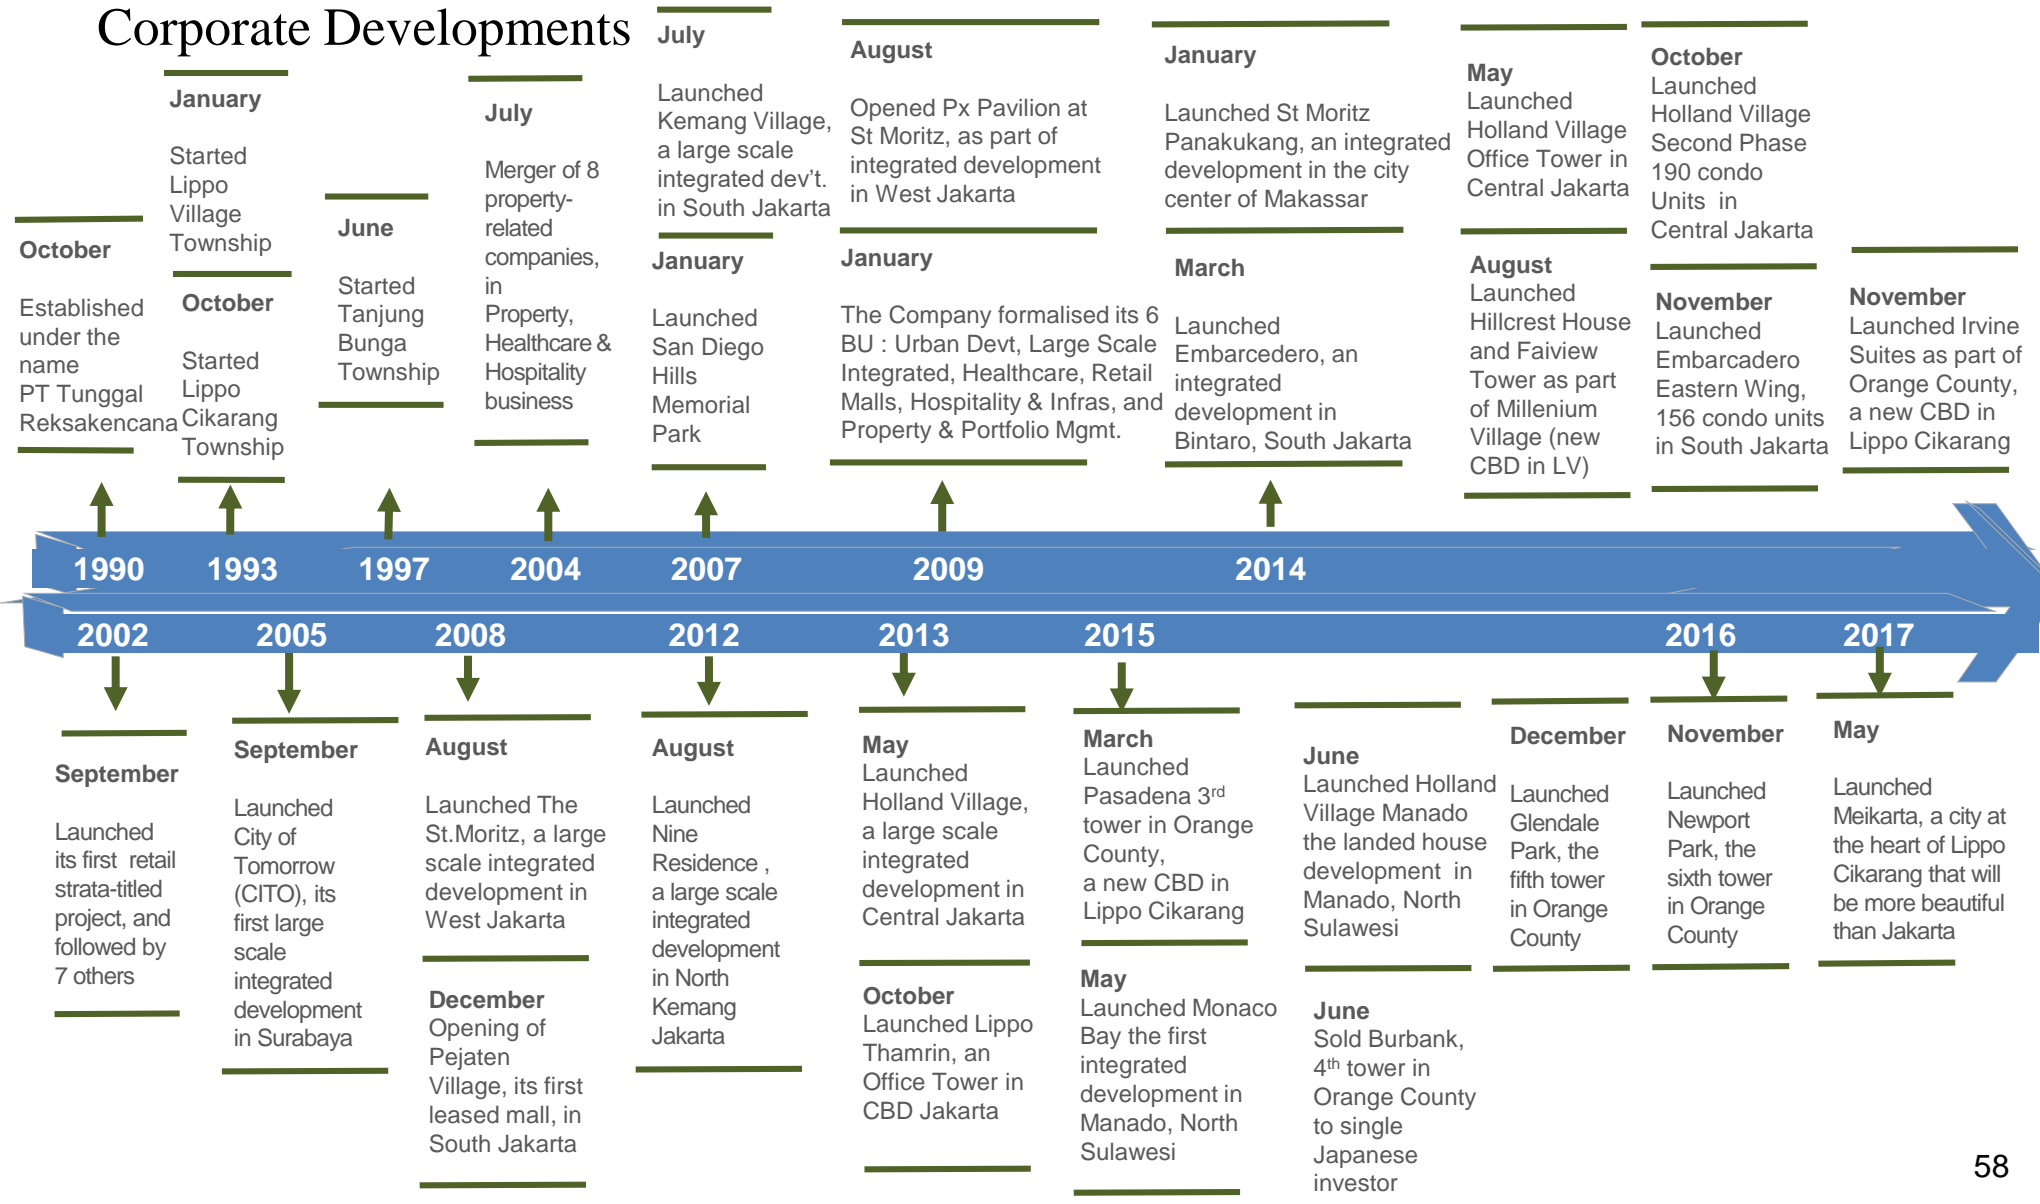 Corporate Developments
October
Established
under the
name
PT Tunggal
Reksakencana
January
Started
Lippo
Village
Township
October
Started
Lippo
Cikarang
Township
June
Started
Tanjung
Bunga
Township
July
Merger of 8
property-
related
companies,
in
Property,
Healthcare &
Hospitality
business
July
Launched
Kemang Village,
a large scale
integrated dev't.
in South Jakarta
January
Launched
San Diego
Hills
Memorial
Park
August
Opened Px Pavilion at
St Moritz, as part of
integrated development
in West Jakarta
January
The Company formalised its 6
BU : Urban Devt, Large Scale
Integrated, Healthcare, Retail
Malls, Hospitality & Infras, and
Property & Portfolio Mgmt.
January
Launched St Moritz
Panakukang, an integrated
development in the city
center of Makassar
March
Launched
Embarcedero, an
integrated
development in
Bintaro, South Jakarta
May
Launched
Holland Village
Office Tower in
Central Jakarta
August
Launched
Hillcrest House
and Faiview
Tower as part
of Millenium
Village (new
CBD in LV)
October
Launched
Holland Village
Second Phase
190 condo
Units in
Central Jakarta
November
Launched
Embarcadero
Eastern Wing,
156 condo units
in South Jakarta
November
Launched Irvine
Suites as part of
Orange County,
a new CBD in
Lippo Cikarang
1990 1993 1997 2004 2007 2009 2014
2002 2005 2008 2012 2013 2015 2016 2017
September
Launched
its first retail
strata-titled
project, and
followed by
7 others
September
Launched
City of
Tomorrow
(CITO), its
first large
scale
integrated
development
in Surabaya
August
Launched The
St.Moritz, a large
scale integrated
development in
West Jakarta
December
Opening of
Pejaten
Village, its first
leased mall, in
South Jakarta
August
Launched
Nine
Residence ,
a large scale
integrated
development
in North
Kemang
Jakarta
May
Launched
Holland Village,
a large scale
integrated
development in
Central Jakarta
October
Launched Lippo
Thamrin, an
Office Tower in
CBD Jakarta
March
Launched
Pasadena 3rd
tower in Orange
County,
a new CBD in
Lippo Cikarang
May
Launched Monaco
Bay the first
integrated
development in
Manado, North
Sulawesi
June
Launched Holland
Village Manado
the landed house
development in
Manado, North
Sulawesi
June
Sold Burbank,
4th tower in
Orange County
to single
Japanese
investor
December
Launched
Glendale
Park, the
fifth tower
in Orange
County
November
Launched
Newport
Park, the
sixth tower
in Orange
County
May
Launched
Meikarta, a city at
the heart of Lippo
Cikarang that will
be more beautiful
than Jakarta
58